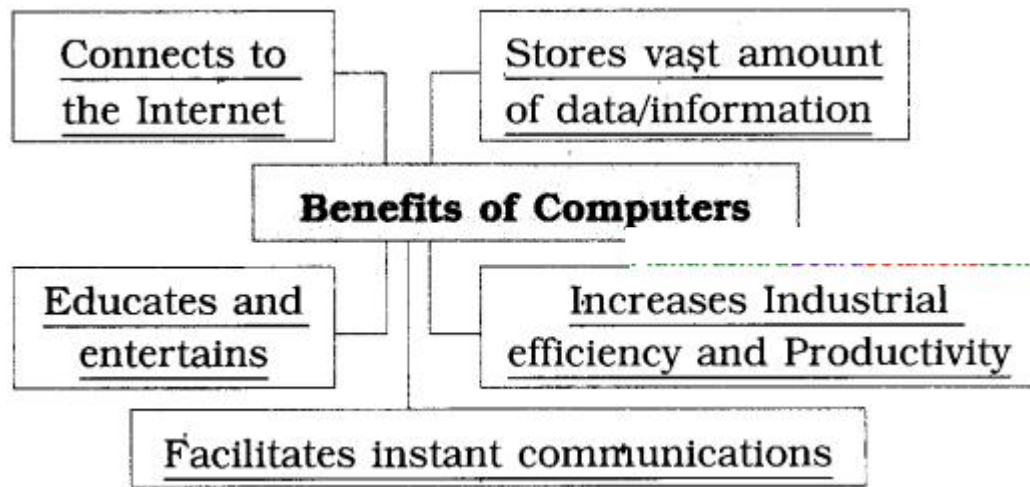 Connects to
the Internet
Stores vast amount
of data/information
Benefits of Computers
Educates and
entertains
Increases Industrial
efficiency and Productivity
Facilitates instant communications